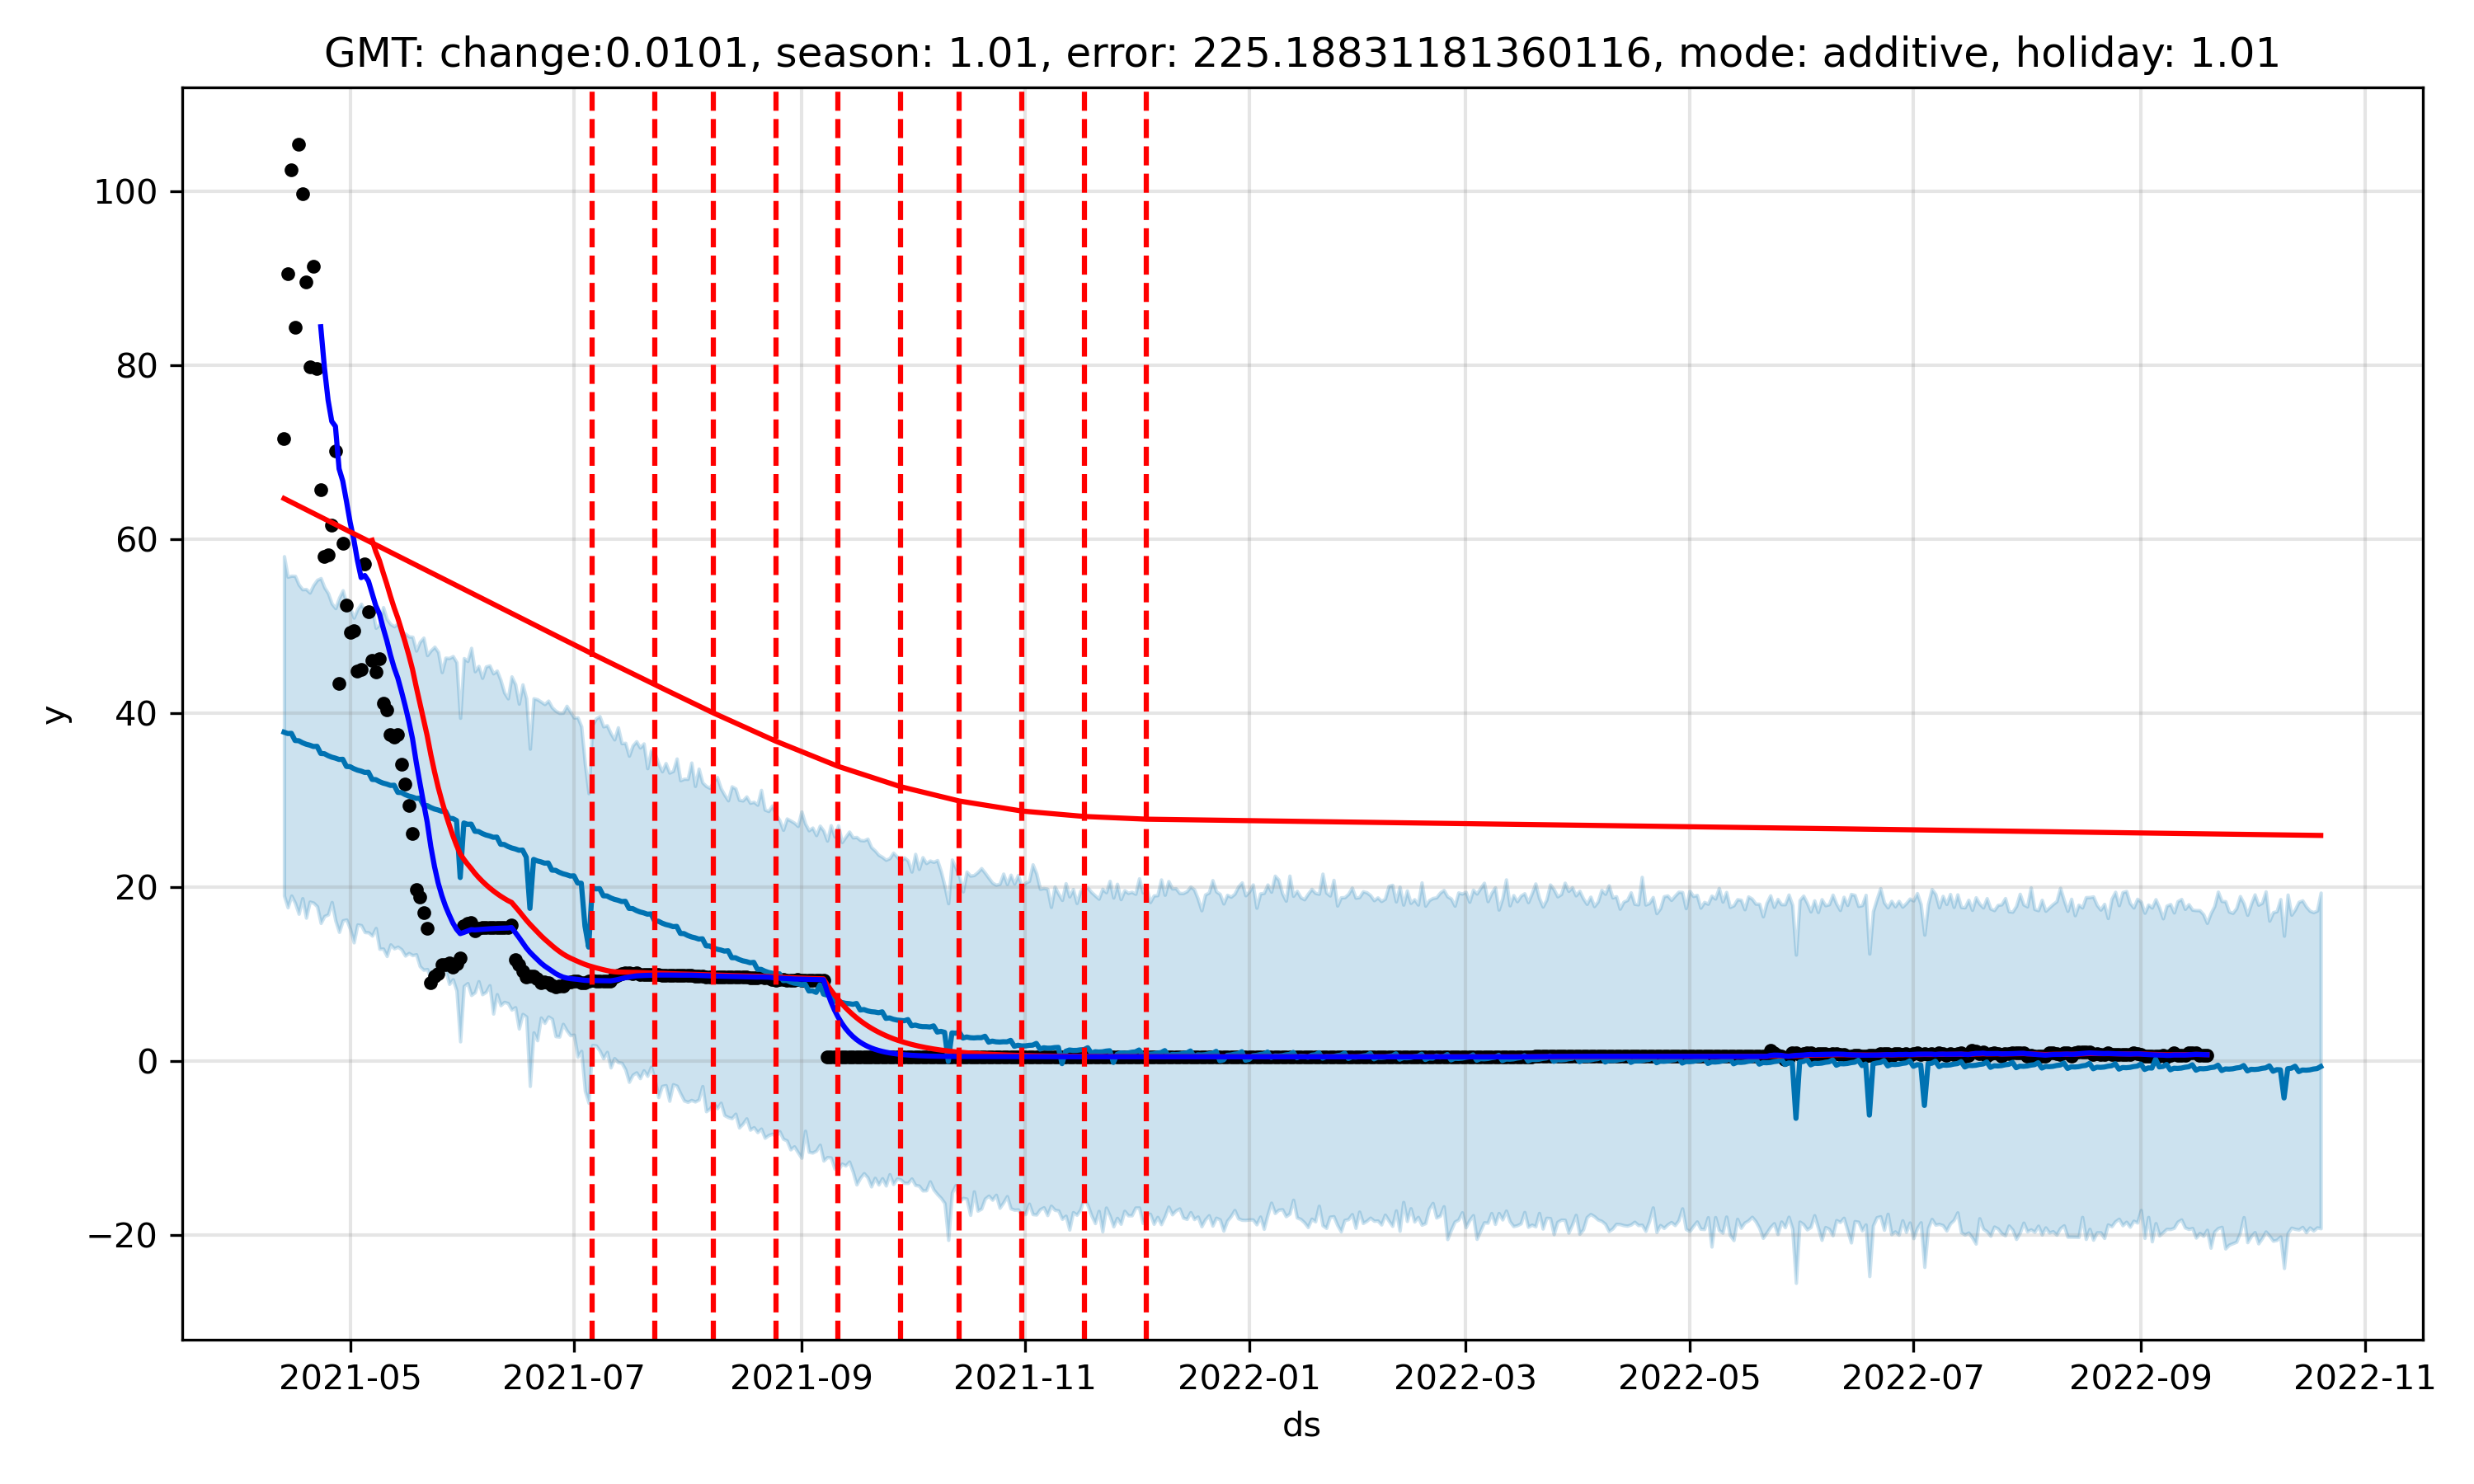 GMT: change:0.0101, season: 1.01, error: 225.18831181360116, mode: additive, holiday: 1.01
y
100
80
60
40
20
0
−20
2021-05 2021-07 2021-09 2021-11 2022-01 2022-03 2022-05 2022-07 2022-09 2022-11
ds